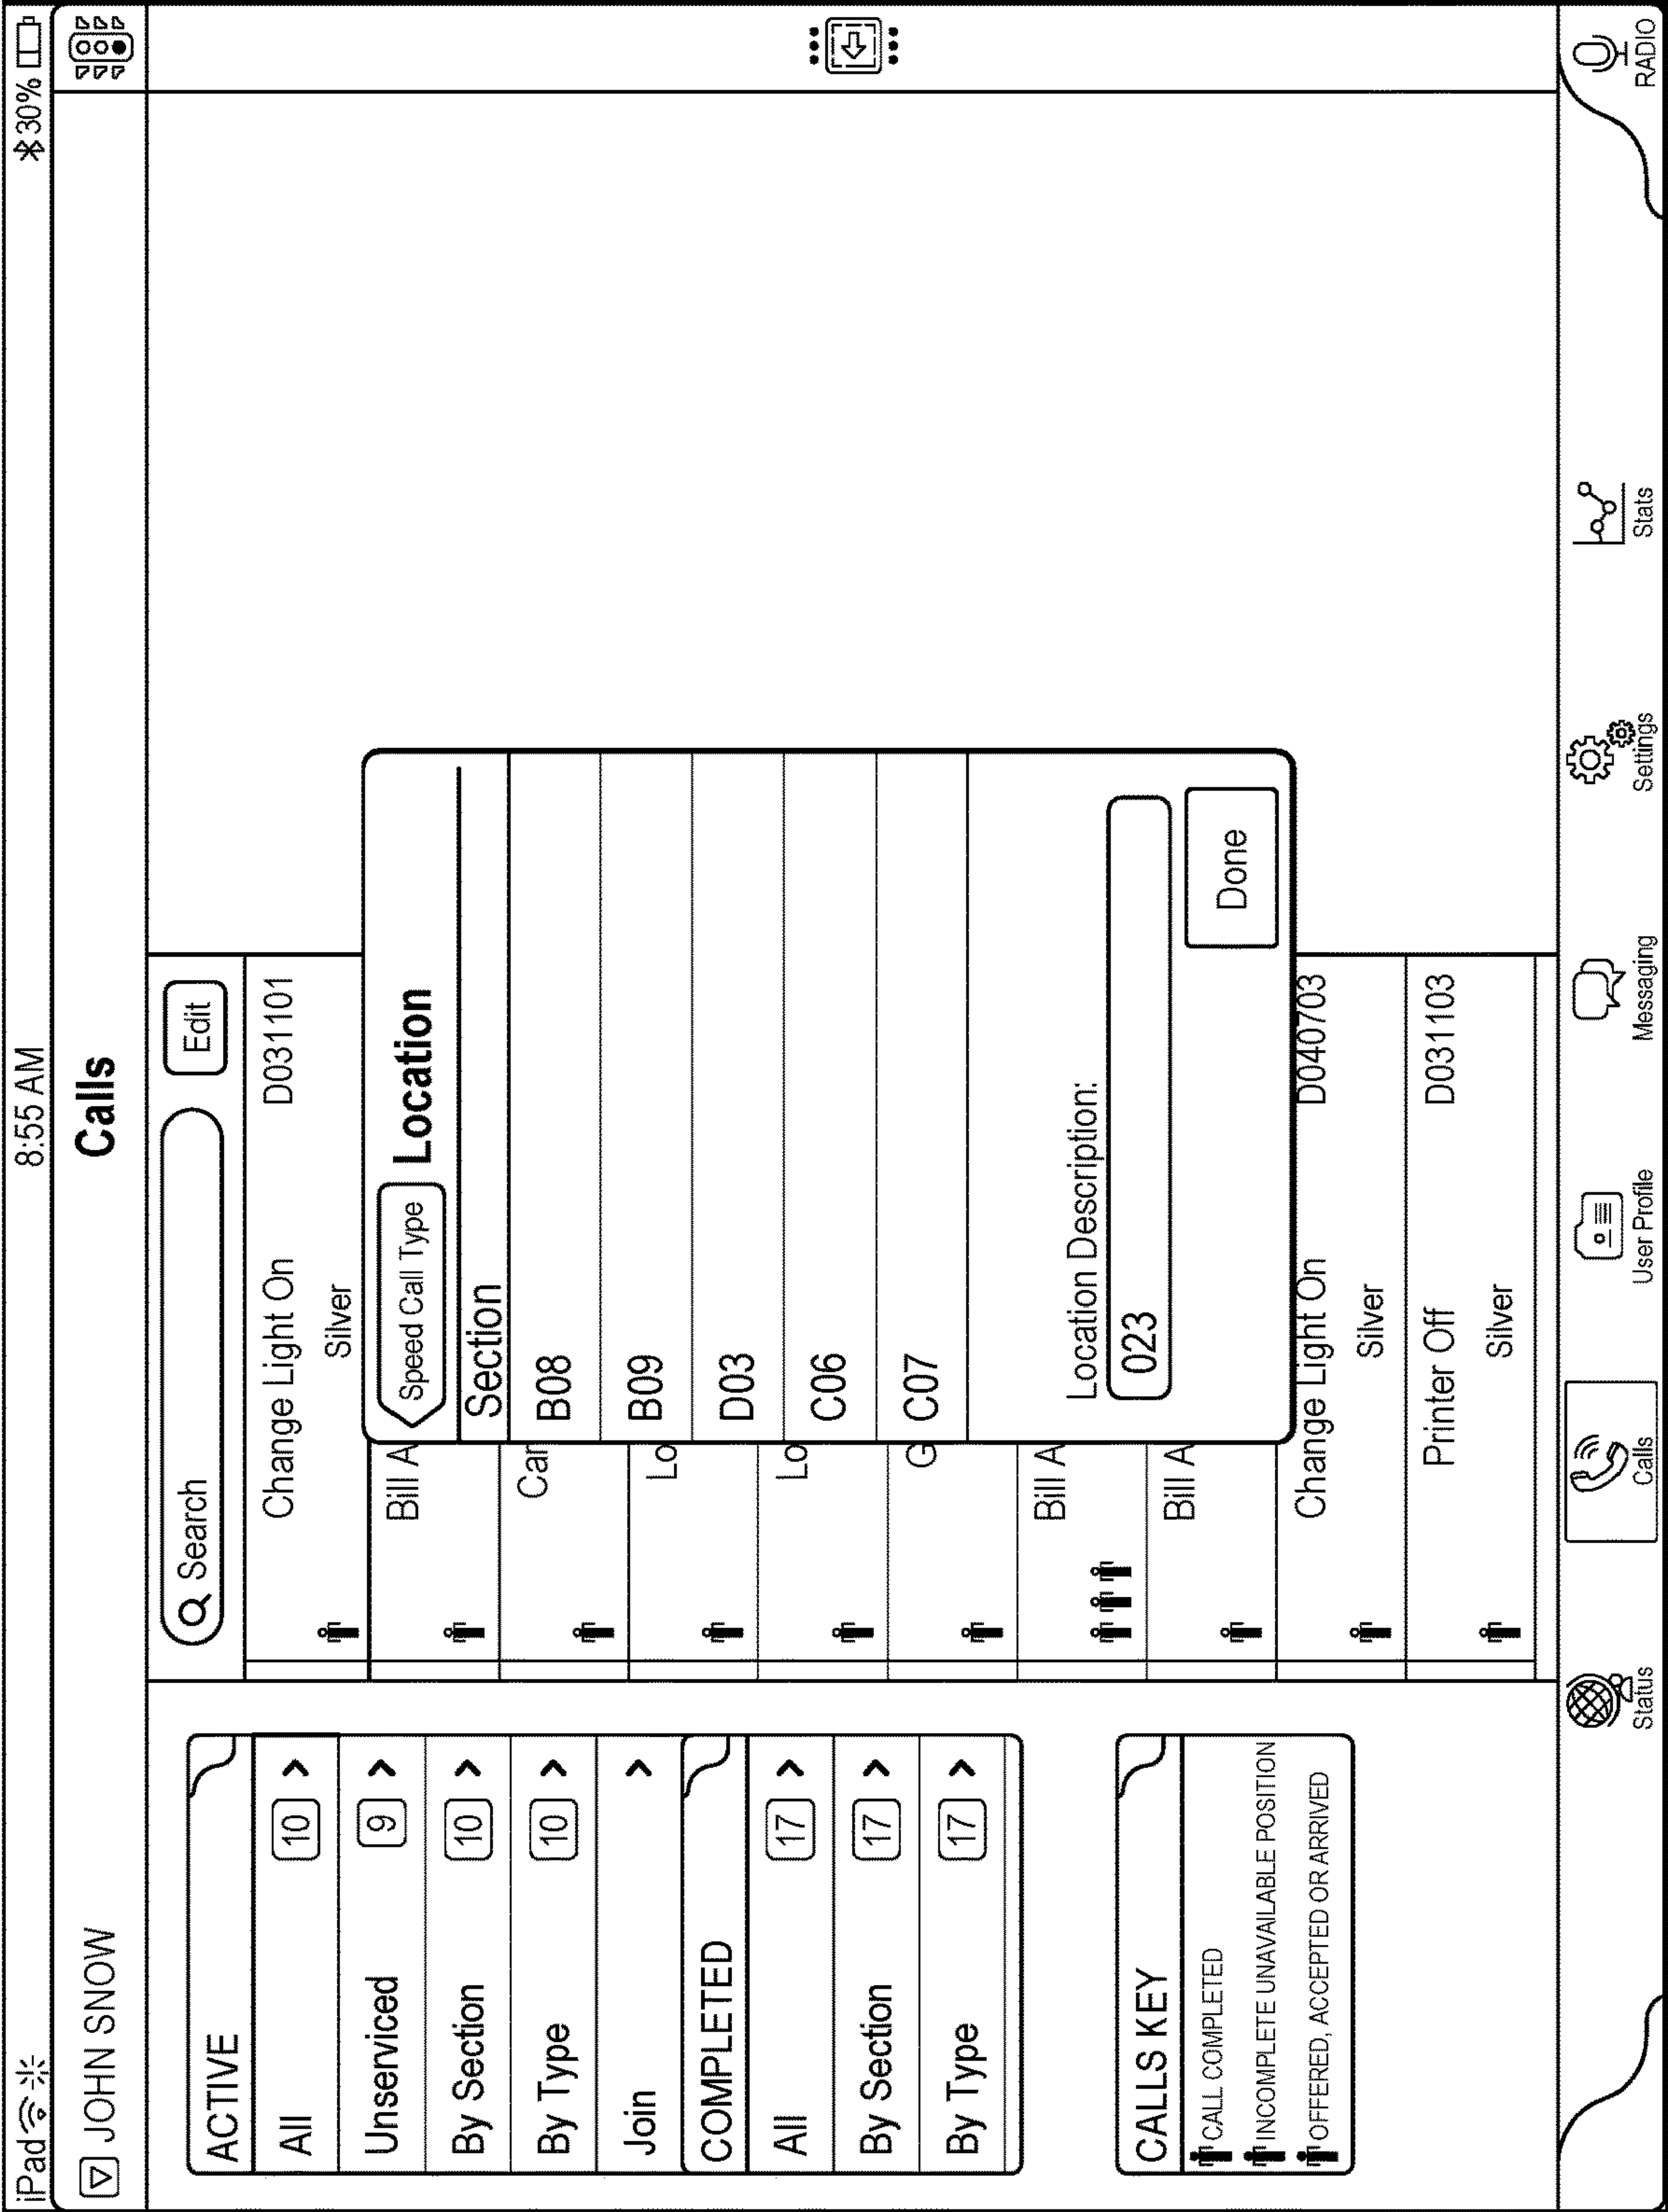 iPad 8:55 AM 30%
JOHN SNOW Calls
ACTIVE
All 10 >
Unserviced 9 >
By Section 10 >
By Type 10 >
Join >
COMPLETED
All 17 >
By Section 17 >
By Type 17 >
CALLS KEY
CALL COMPLETED
INCOMPLETE UNAVAILABLE POSITION
OFFERED, ACCEPTED OR ARRIVED
Search Edit
Change Light On D031101
Silver
Bill A
Car
Lo
Lo
G
Bill A
Bill A
Change Light On D040703
Silver
Printer Off D031103
Silver
Speed Call Type Location
Section
B08
B09
D03
C06
C07
Location Description:
023
Done
Status Calls User Profile Messaging Settings Stats RADIO